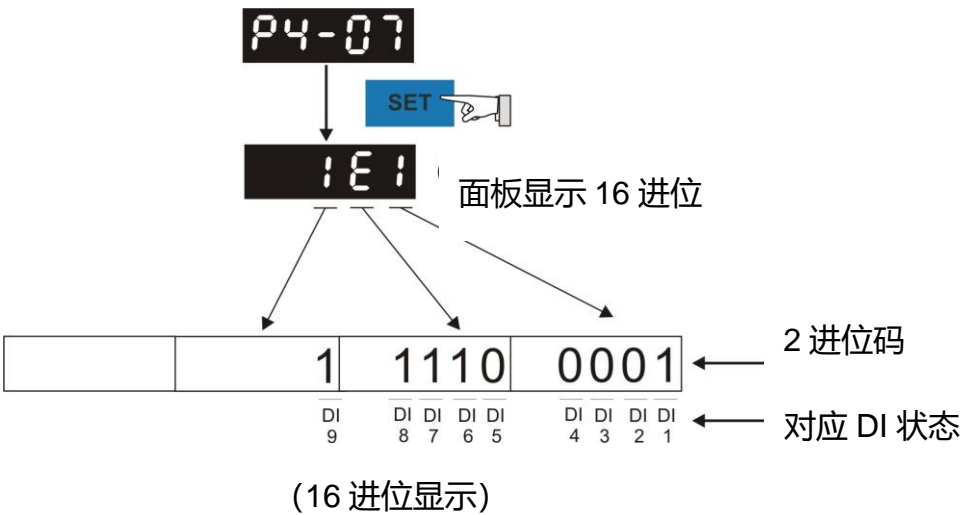 P4-07
SET
1E1
面板显示 16 进位
1 1110 0001
2 进位码
DI DI DI DI DI DI DI DI DI
9 8 7 6 5 4 3 2 1
对应 DI 状态
(16 进位显示)